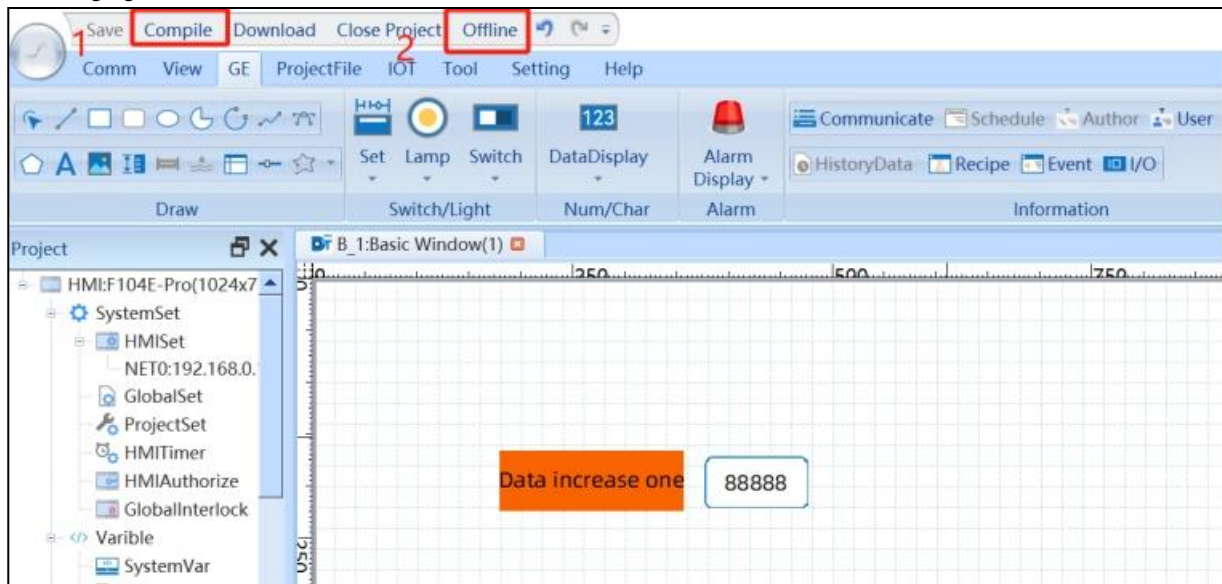 Save Compile Download Close Project Offline
1 2
Comm View GE ProjectFile IOT Tool Setting Help
123
Communicate Schedule Author User
A Set Lamp Switch DataDisplay Alarm Display
HistoryData Recipe Event I/O
Draw Switch/Light Num/Char Alarm Information
Project B_1:Basic Window(1)
0 250 500 750
HMI:F104E-Pro(1024x7
SystemSet
HMISet
NET0:192.168.0.
GlobalSet
ProjectSet
HMITimer
HMIAuthorize
Data increase one 88888
GlobalInterlock
Varible
SystemVar
250